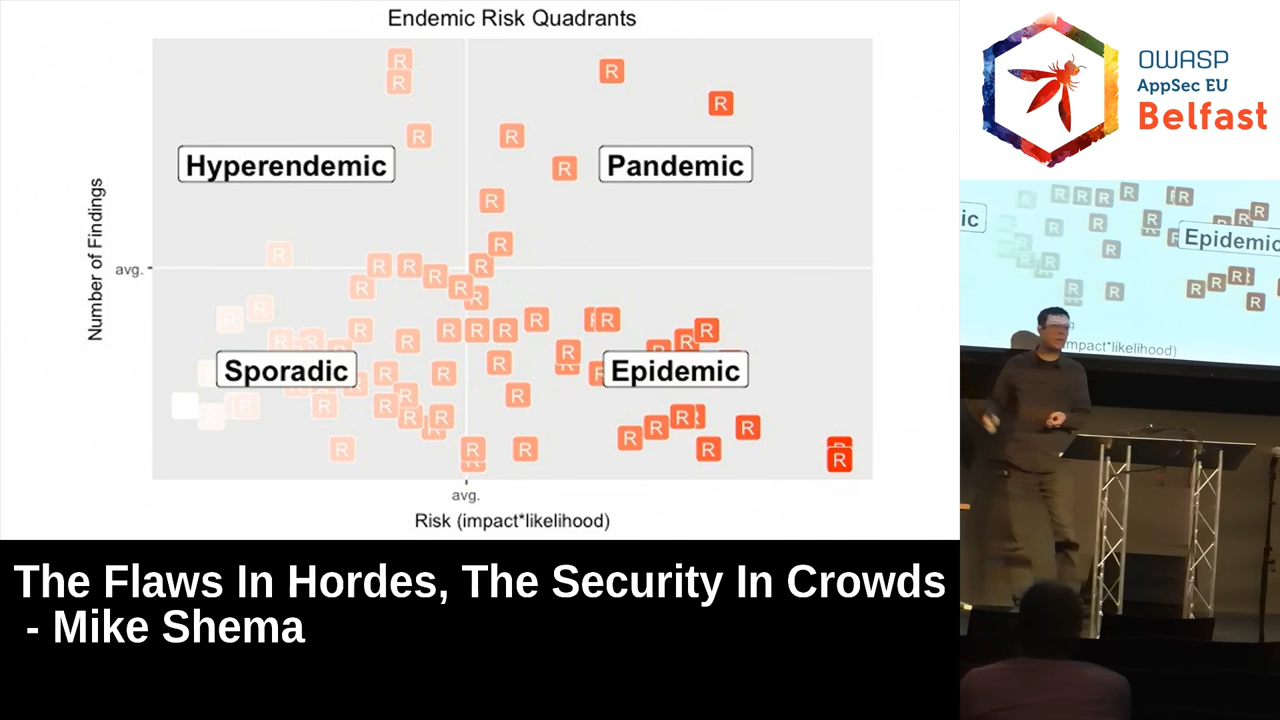 Endemic Risk Quadrants
Hyperendemic
Pandemic
Number of Findings
avg.
Sporadic
Epidemic
avg.
Risk (impact*likelihood)
OWASP
AppSec EU
Belfast
ic
Epidemic
impact*likelihood)
The Flaws In Hordes, The Security In Crowds
- Mike Shema